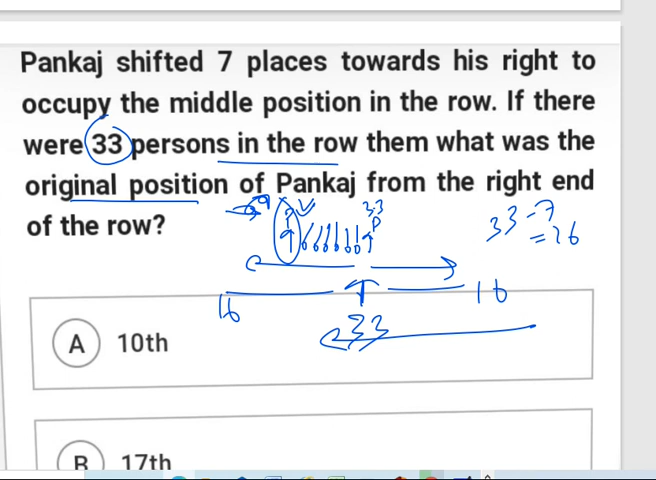 Pankaj shifted 7 places towards his right to
occupy the middle position in the row. If there
were 33 persons in the row them what was the
original position of Pankaj from the right end
of the row?
33
P
P
33 - 7
= 26
16
16
33
A 10th
B 17th